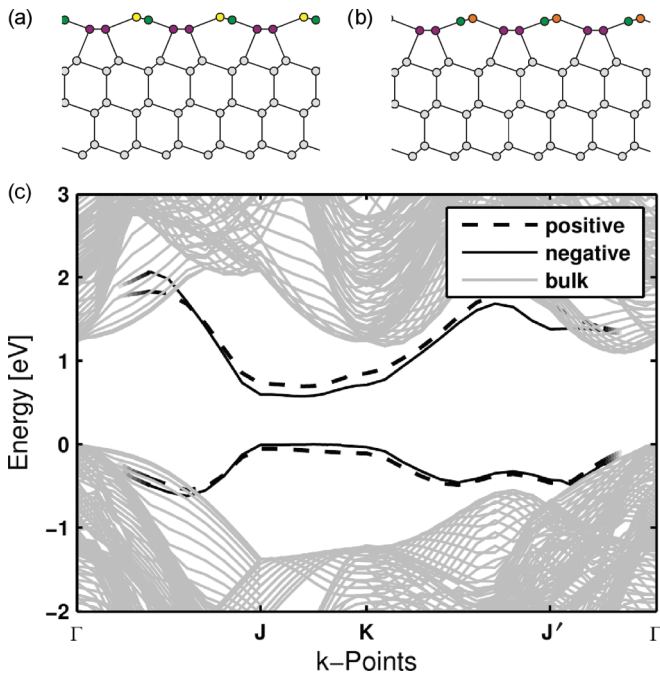 (a)
(b)
(c)
3
2
1
0
−1
−2
Energy [eV]
positive
negative
bulk
Γ J K J′ Γ
k−Points